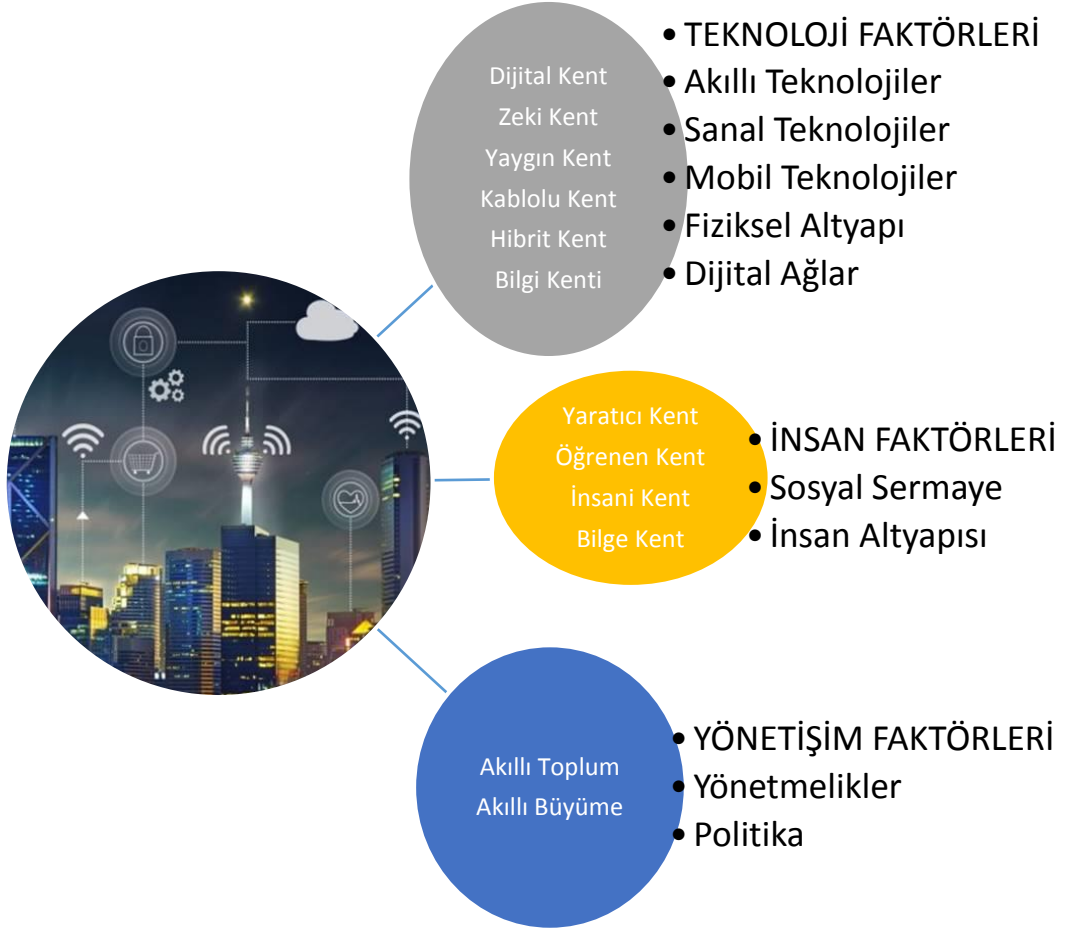 Dijital Kent
Zeki Kent
Yaygın Kent
Kablolu Kent
Hibrit Kent
Bilgi Kenti
• TEKNOLOJİ FAKTÖRLERİ
• Akıllı Teknolojiler
• Sanal Teknolojiler
• Mobil Teknolojiler
• Fiziksel Altyapı
• Dijital Ağlar
Yaratıcı Kent
Öğrenen Kent
İnsani Kent
Bilge Kent
• İNSAN FAKTÖRLERİ
• Sosyal Sermaye
• İnsan Altyapısı
Akıllı Toplum
Akıllı Büyüme
• YÖNETİŞİM FAKTÖRLERİ
• Yönetmelikler
• Politika